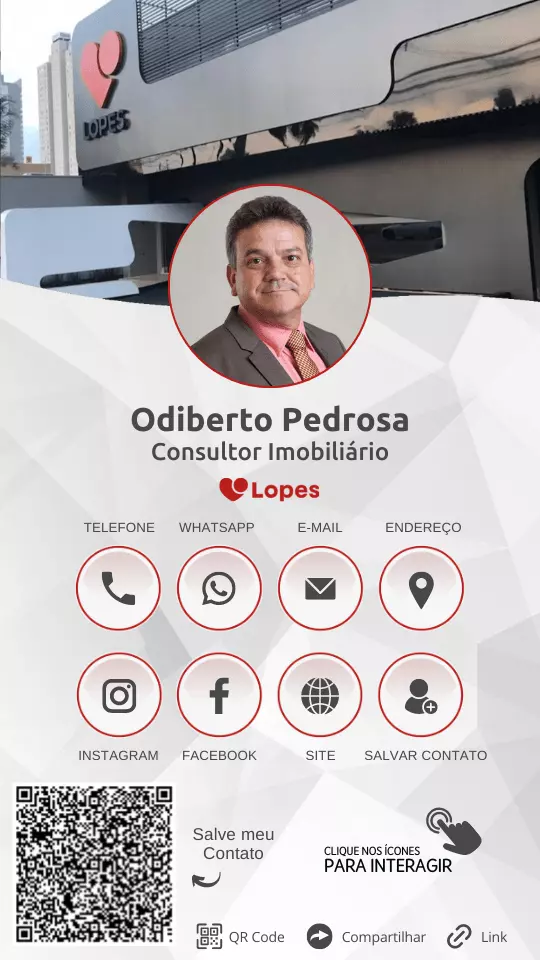 LOPES
Odiberto Pedrosa
Consultor Imobiliário
Lopes
TELEFONE WHATSAPP E-MAIL ENDEREÇO
INSTAGRAM FACEBOOK SITE SALVAR CONTATO
Salve meu
Contato
CLIQUE NOS ÍCONES
PARA INTERAGIR
QR Code Compartilhar Link